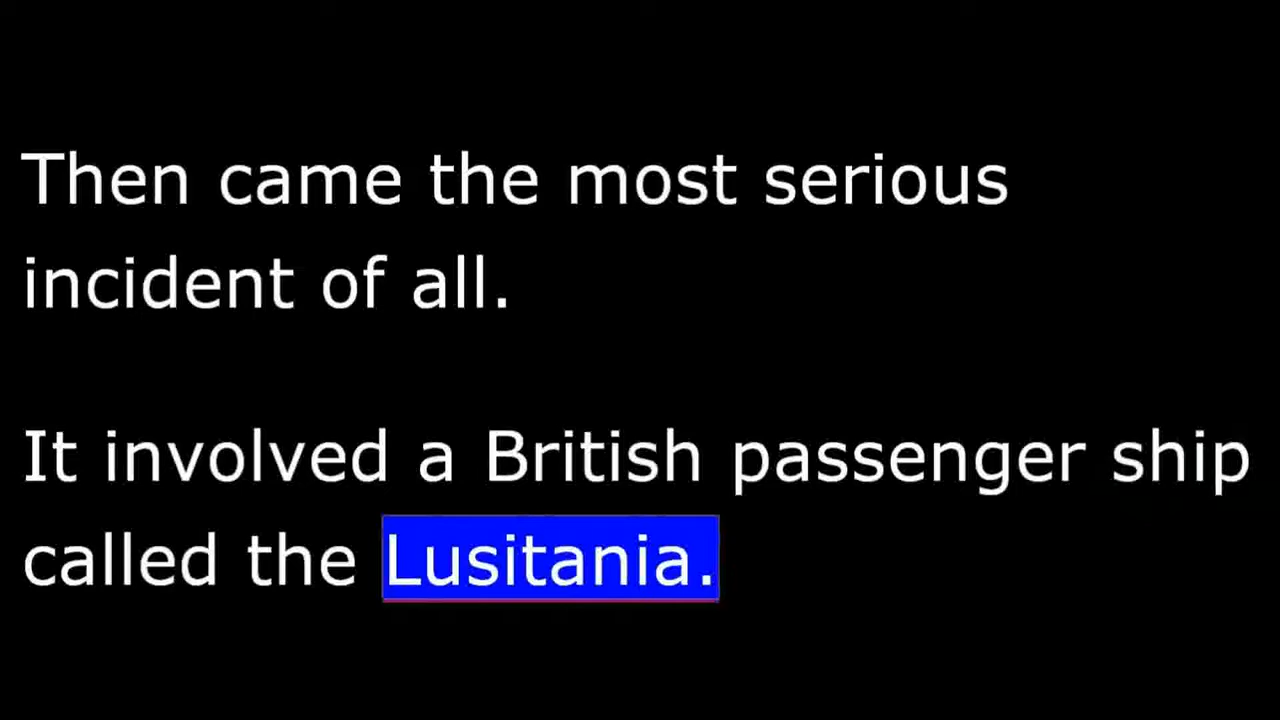 Then came the most serious
incident of all.
It involved a British passenger ship
called the Lusitania.